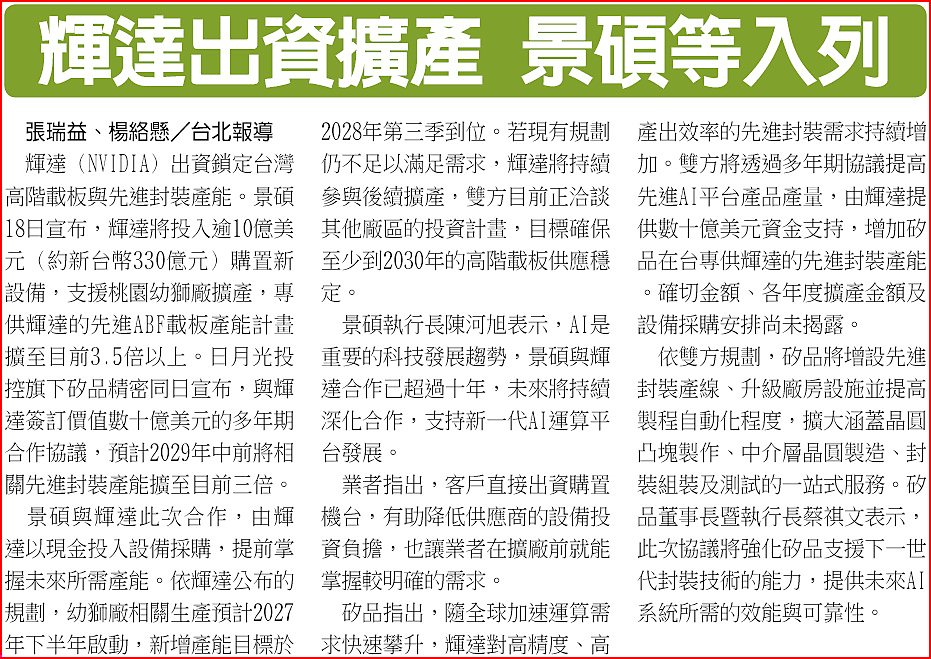 輝達出資擴產 景碩等入列
張瑞益、楊絡懸／台北報導
輝達（NVIDIA）出資鎖定台灣
高階載板與先進封裝產能。景碩
18日宣布，輝達將投入逾10億美
元（約新台幣330億元）購置新
設備，支援桃園幼獅廠擴產，專
供輝達的先進ABF載板產能計畫
擴至目前3.5倍以上。日月光投
控旗下矽品精密同日宣布，與輝
達簽訂價值數十億美元的多年期
合作協議，預計2029年中前將相
關先進封裝產能擴至目前三倍。
景碩與輝達此次合作，由輝
達以現金投入設備採購，提前掌
握未來所需產能。依輝達公布的
規劃，幼獅廠相關生產預計2027
年下半年啟動，新增產能目標於
2028年第三季到位。若現有規劃
仍不足以滿足需求，輝達將持續
參與後續擴產，雙方目前正洽談
其他廠區的投資計畫，目標確保
至少到2030年的高階載板供應穩
定。
景碩執行長陳河旭表示，AI是
重要的科技發展趨勢，景碩與輝
達合作已超過十年，未來將持續
深化合作，支持新一代AI運算平
台發展。
業者指出，客戶直接出資購置
機台，有助降低供應商的設備投
資負擔，也讓業者在擴廠前就能
掌握較明確的需求。
矽品指出，隨全球加速運算需
求快速攀升，輝達對高精度、高
產出效率的先進封裝需求持續增
加。雙方將透過多年期協議提高
先進AI平台產品產量，由輝達提
供數十億美元資金支持，增加矽
品在台專供輝達的先進封裝產能
。確切金額、各年度擴產金額及
設備採購安排尚未揭露。
依雙方規劃，矽品將增設先進
封裝產線、升級廠房設施並提高
製程自動化程度，擴大涵蓋晶圓
凸塊製作、中介層晶圓製造、封
裝組裝及測試的一站式服務。矽
品董事長暨執行長蔡祺文表示，
此次協議將強化矽品支援下一世
代封裝技術的能力，提供未來AI
系統所需的效能與可靠性。